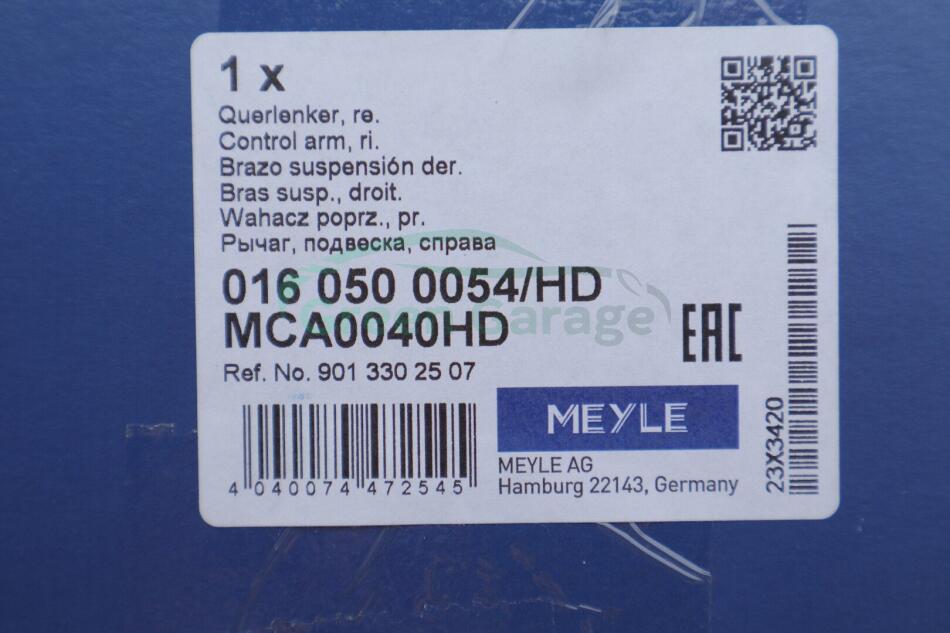 1 x
Querlenker, re.
Control arm, ri.
Brazo suspensión der.
Bras susp., droit.
Wahacz poprz., pr.
Рычаг, подвеска, справа
016 050 0054/HD
MCA0040HD
Green Garage
EAC
Ref. No. 901 330 25 07
MEYLE
MEYLE AG
Hamburg 22143, Germany
4 040074 472545
23X3420